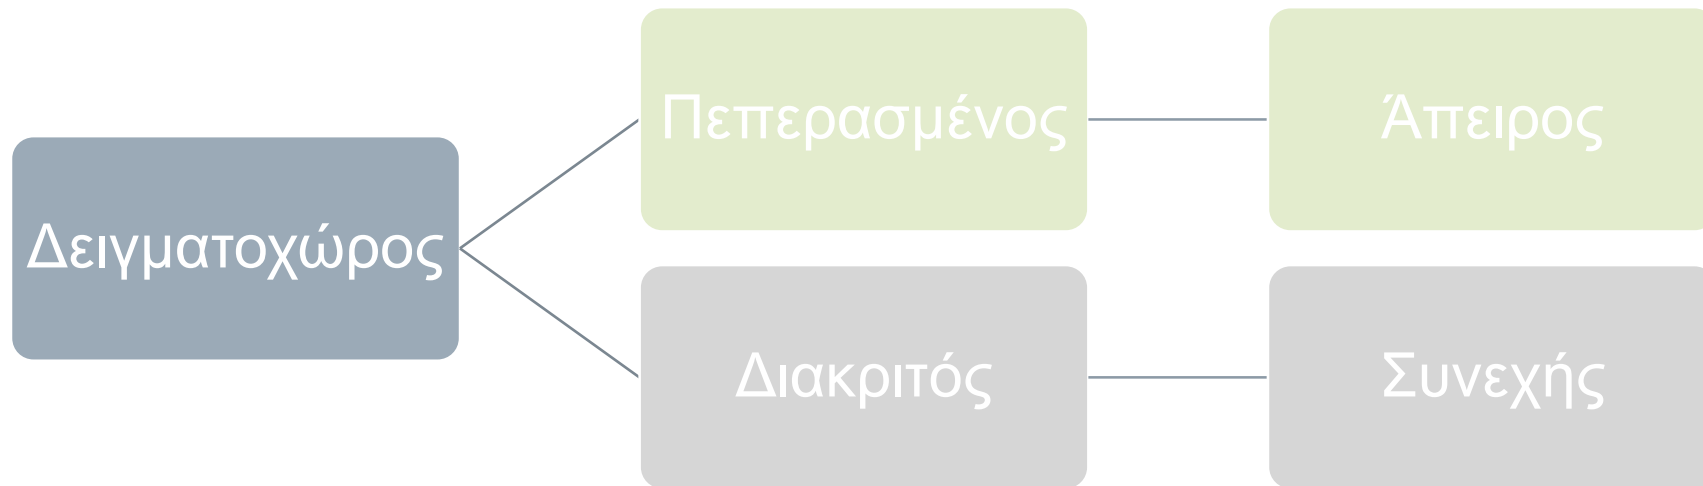 Δειγματοχώρος
Πεπερασμένος
Άπειρος
Διακριτός
Συνεχής